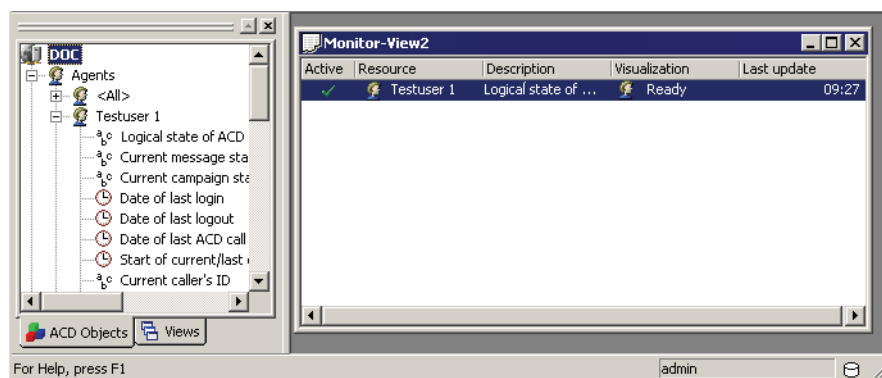 DOC
Agents
<All>
Testuser 1
Logical state of ACD
Current message sta
Current campaign sta
Date of last login
Date of last logout
Date of last ACD call
Start of current/last
Current caller's ID
ACD Objects Views
Monitor-View2
Active Resource Description Visualization Last update
Testuser 1 Logical state of ... Ready 09:27
For Help, press F1 admin